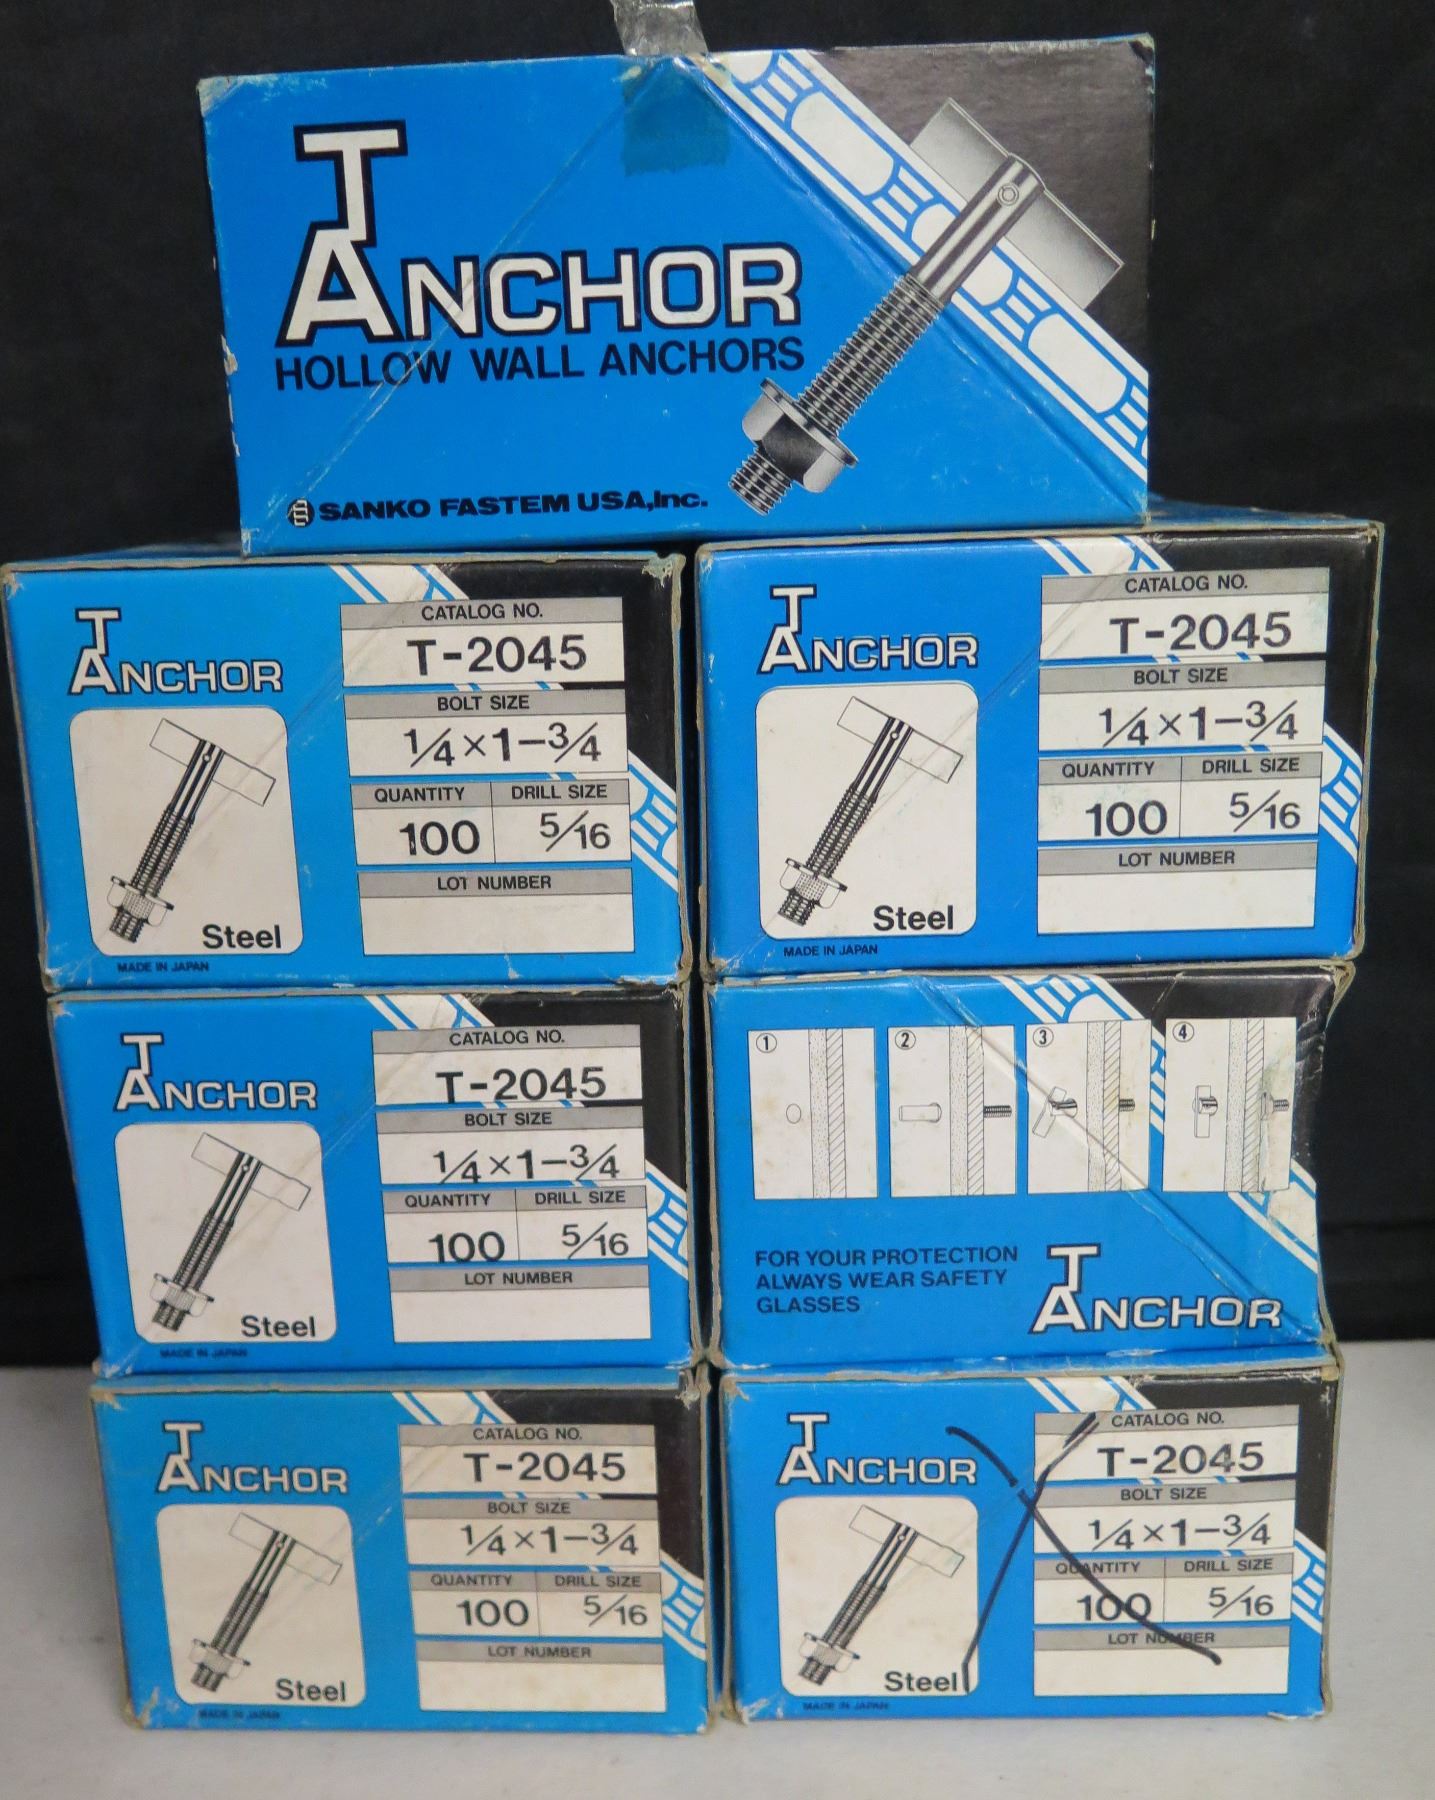 T ANCHOR
HOLLOW WALL ANCHORS
SANKO FASTEM USA, Inc.
T ANCHOR
CATALOG NO.
T-2045
BOLT SIZE
1/4 × 1-3/4
QUANTITY DRILL SIZE
100 5/16
LOT NUMBER
Steel
MADE IN JAPAN
T ANCHOR
CATALOG NO.
T-2045
BOLT SIZE
1/4 × 1-3/4
QUANTITY DRILL SIZE
100 5/16
LOT NUMBER
Steel
MADE IN JAPAN
T ANCHOR
CATALOG NO.
T-2045
BOLT SIZE
1/4 × 1-3/4
QUANTITY DRILL SIZE
100 5/16
LOT NUMBER
Steel
MADE IN JAPAN
1 2 3 4
FOR YOUR PROTECTION
ALWAYS WEAR SAFETY
GLASSES
T ANCHOR
T ANCHOR
CATALOG NO.
T-2045
BOLT SIZE
1/4 × 1-3/4
QUANTITY DRILL SIZE
100 5/16
LOT NUMBER
Steel
MADE IN JAPAN
T ANCHOR
CATALOG NO.
T-2045
BOLT SIZE
1/4 × 1-3/4
QUANTITY DRILL SIZE
100 5/16
LOT NUMBER
Steel
MADE IN JAPAN